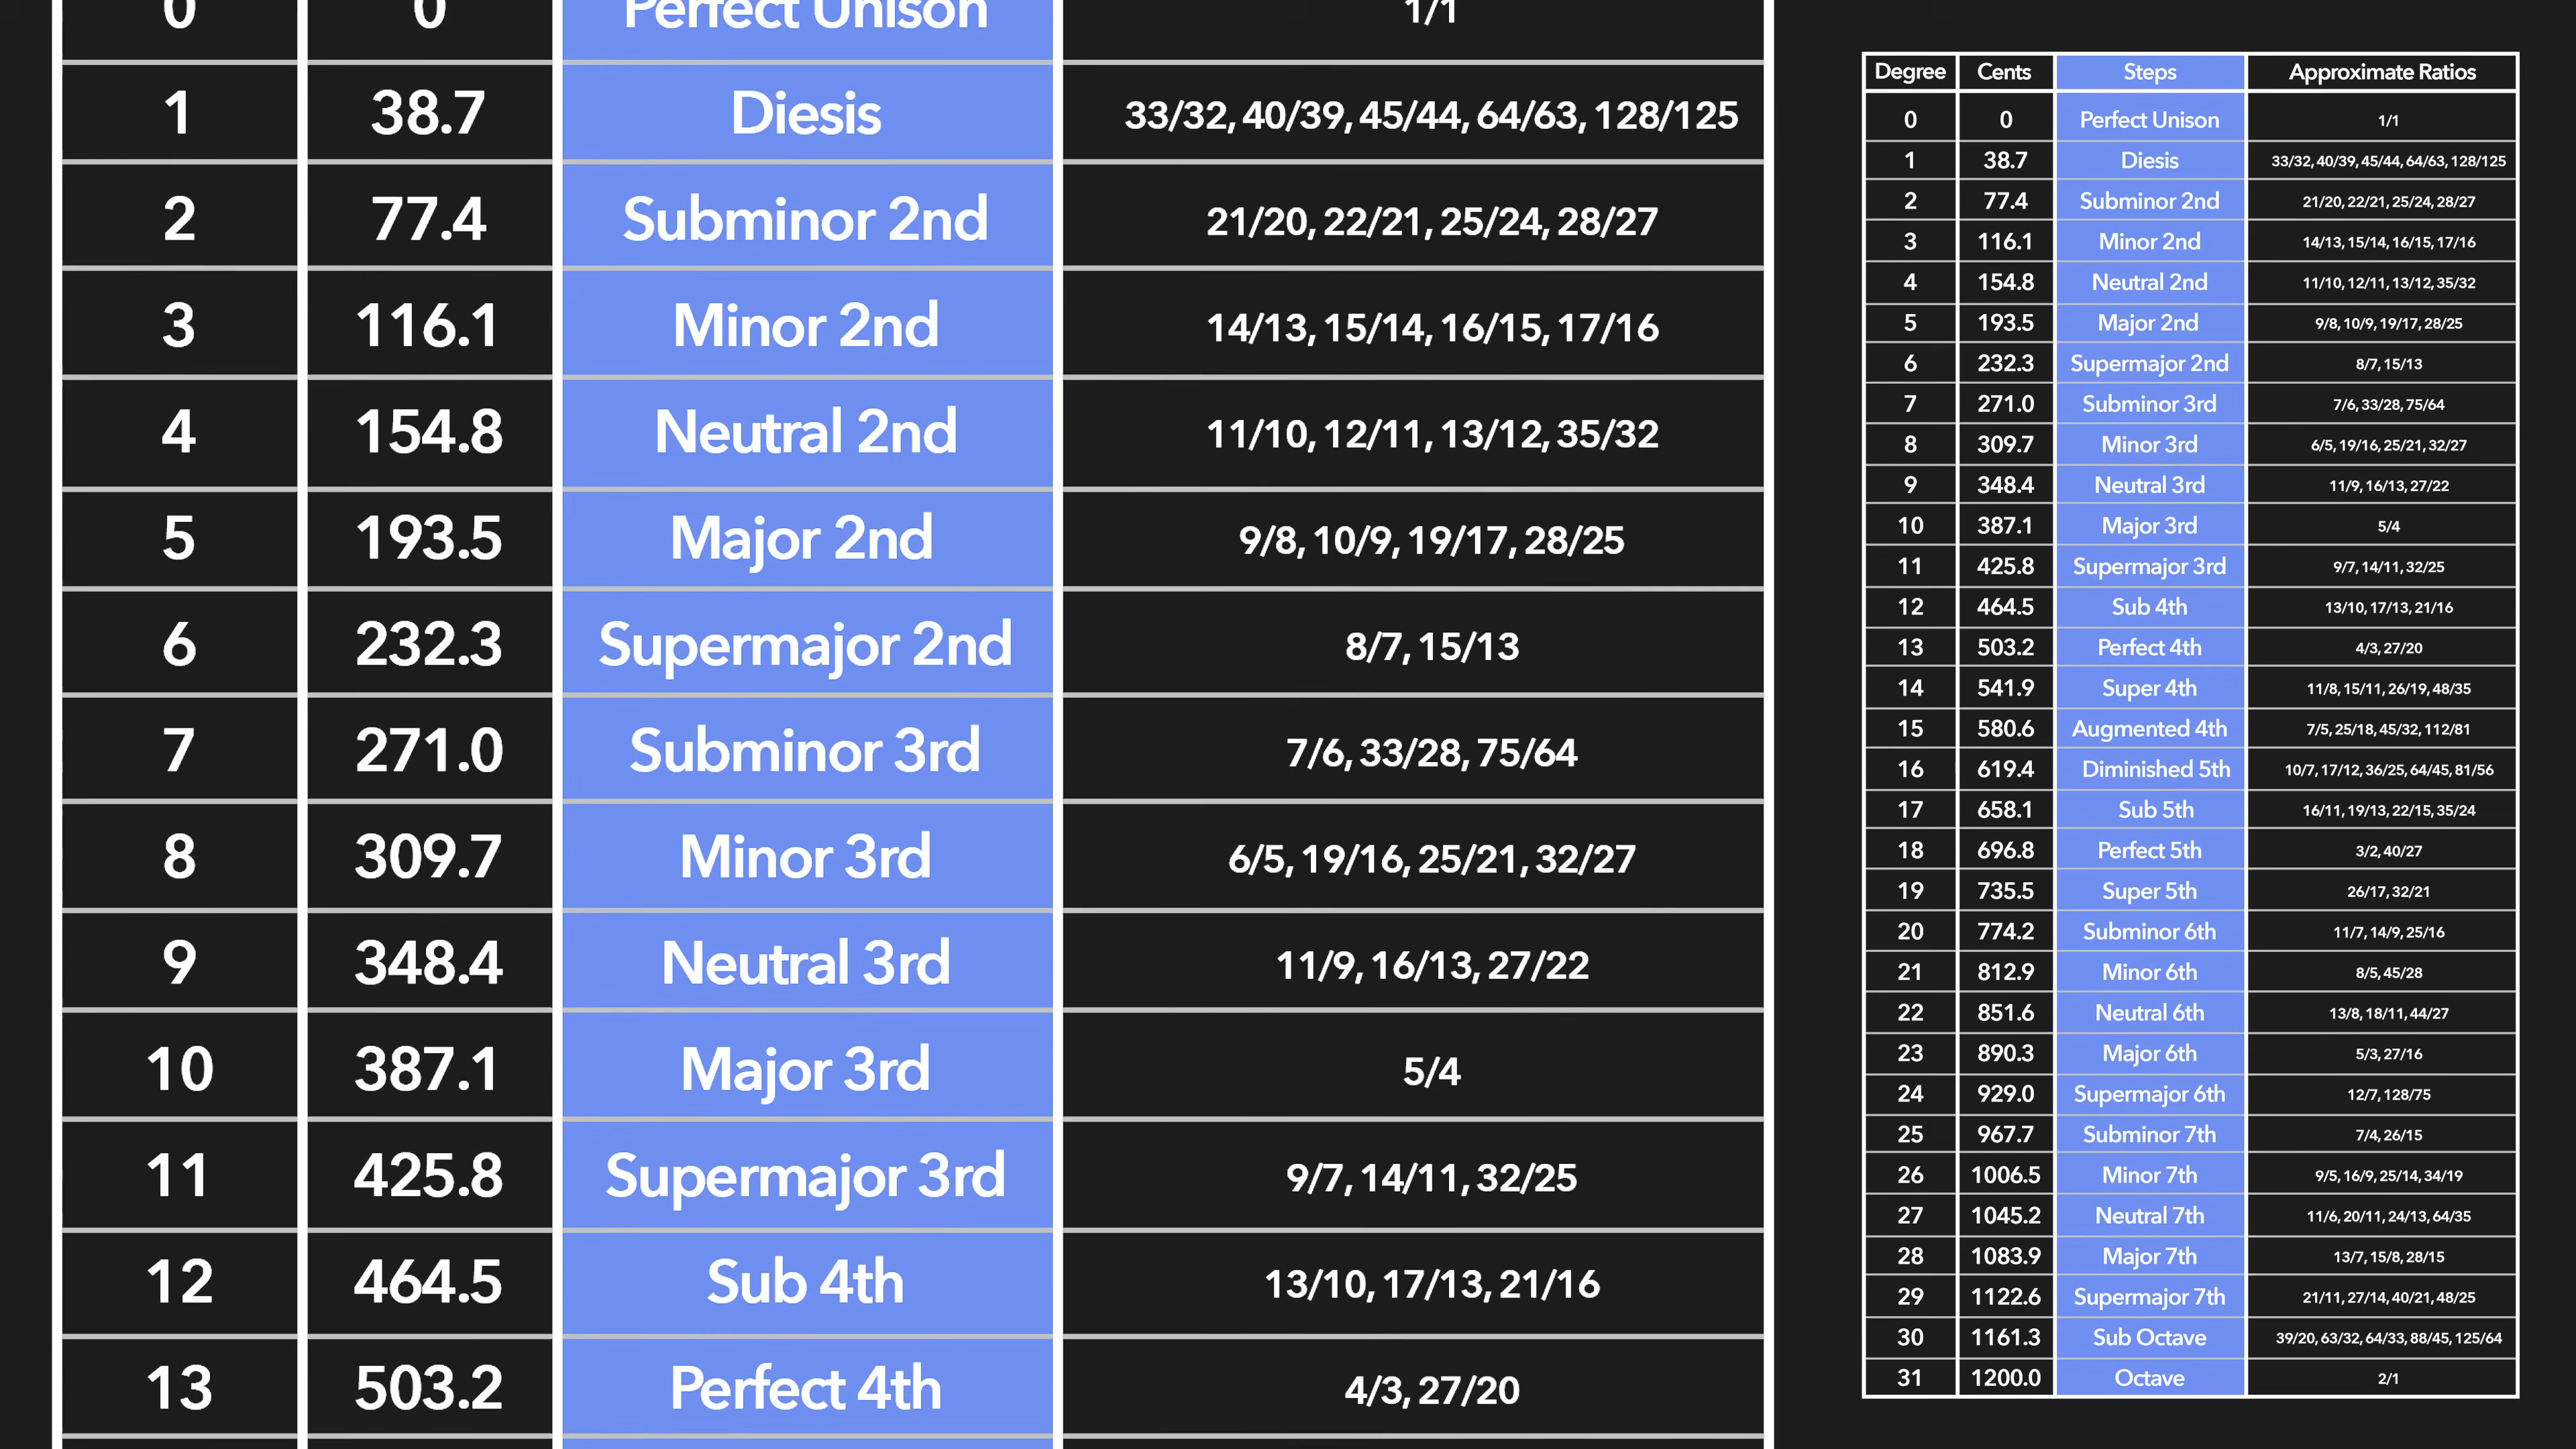 0 0 Perfect Unison 1/1
1 38.7 Diesis 33/32, 40/39, 45/44, 64/63, 128/125
2 77.4 Subminor 2nd 21/20, 22/21, 25/24, 28/27
3 116.1 Minor 2nd 14/13, 15/14, 16/15, 17/16
4 154.8 Neutral 2nd 11/10, 12/11, 13/12, 35/32
5 193.5 Major 2nd 9/8, 10/9, 19/17, 28/25
6 232.3 Supermajor 2nd 8/7, 15/13
7 271.0 Subminor 3rd 7/6, 33/28, 75/64
8 309.7 Minor 3rd 6/5, 19/16, 25/21, 32/27
9 348.4 Neutral 3rd 11/9, 16/13, 27/22
10 387.1 Major 3rd 5/4
11 425.8 Supermajor 3rd 9/7, 14/11, 32/25
12 464.5 Sub 4th 13/10, 17/13, 21/16
13 503.2 Perfect 4th 4/3, 27/20
Degree Cents Steps Approximate Ratios
0 0 Perfect Unison 1/1
1 38.7 Diesis 33/32, 40/39, 45/44, 64/63, 128/125
2 77.4 Subminor 2nd 21/20, 22/21, 25/24, 28/27
3 116.1 Minor 2nd 14/13, 15/14, 16/15, 17/16
4 154.8 Neutral 2nd 11/10, 12/11, 13/12, 35/32
5 193.5 Major 2nd 9/8, 10/9, 19/17, 28/25
6 232.3 Supermajor 2nd 8/7, 15/13
7 271.0 Subminor 3rd 7/6, 33/28, 75/64
8 309.7 Minor 3rd 6/5, 19/16, 25/21, 32/27
9 348.4 Neutral 3rd 11/9, 16/13, 27/22
10 387.1 Major 3rd 5/4
11 425.8 Supermajor 3rd 9/7, 14/11, 32/25
12 464.5 Sub 4th 13/10, 17/13, 21/16
13 503.2 Perfect 4th 4/3, 27/20
14 541.9 Super 4th 11/8, 15/11, 26/19, 48/35
15 580.6 Augmented 4th 7/5, 25/18, 45/32, 112/81
16 619.4 Diminished 5th 10/7, 17/12, 36/25, 64/45, 81/56
17 658.1 Sub 5th 16/11, 19/13, 22/15, 35/24
18 696.8 Perfect 5th 3/2, 40/27
19 735.5 Super 5th 26/17, 32/21
20 774.2 Subminor 6th 11/7, 14/9, 25/16
21 812.9 Minor 6th 8/5, 45/28
22 851.6 Neutral 6th 13/8, 18/11, 44/27
23 890.3 Major 6th 5/3, 27/16
24 929.0 Supermajor 6th 12/7, 128/75
25 967.7 Subminor 7th 7/4, 26/15
26 1006.5 Minor 7th 9/5, 16/9, 25/14, 34/19
27 1045.2 Neutral 7th 11/6, 20/11, 24/13, 64/35
28 1083.9 Major 7th 13/7, 15/8, 28/15
29 1122.6 Supermajor 7th 21/11, 27/14, 40/21, 48/25
30 1161.3 Sub Octave 39/20, 63/32, 64/33, 88/45, 125/64
31 1200.0 Octave 2/1